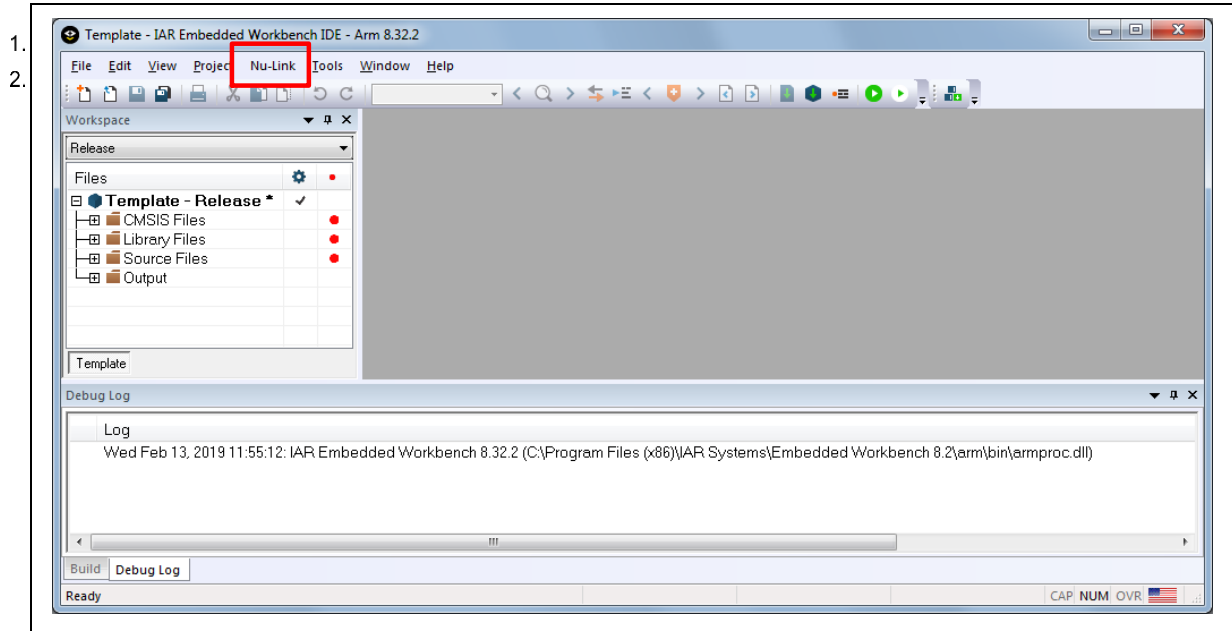 1.
2.
Template - IAR Embedded Workbench IDE - Arm 8.32.2
File Edit View Projec Nu-Link Tools Window Help
Workspace
Release
Files
Template - Release *
CMSIS Files
Library Files
Source Files
Output
Template
Debug Log
Log
Wed Feb 13, 2019 11:55:12: IAR Embedded Workbench 8.32.2 (C:\Program Files (x86)\IAR Systems\Embedded Workbench 8.2\arm\bin\armproc.dll)
Build Debug Log
Ready CAP NUM OVR